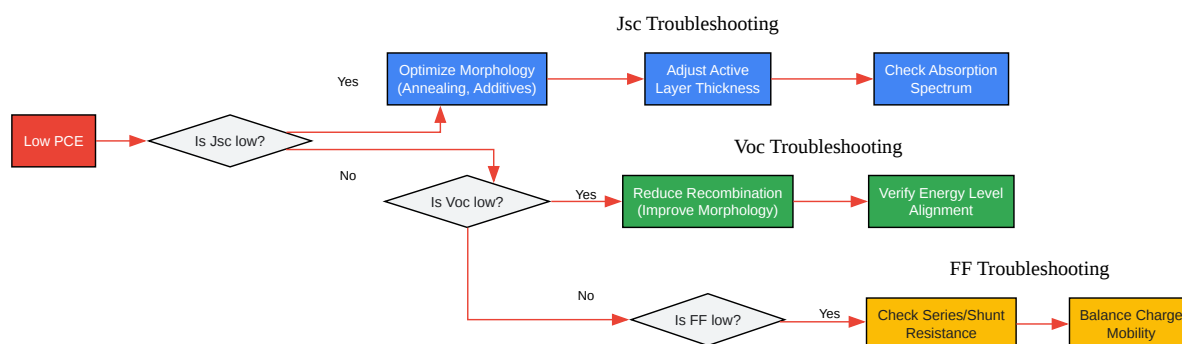 Jsc Troubleshooting
Optimize Morphology
(Annealing, Additives)
Adjust Active
Layer Thickness
Check Absorption
Spectrum
Yes
Low PCE
Is Jsc low?
No
Voc Troubleshooting
Is Voc low?
Yes
Reduce Recombination
(Improve Morphology)
Verify Energy Level
Alignment
FF Troubleshooting
No
Is FF low?
Yes
Check Series/Shunt
Resistance
Balance Charge
Mobility